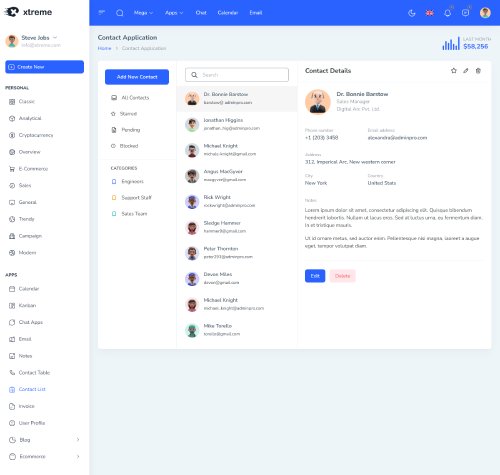 xtreme
Mega
Apps
Chat
Calendar
Email
Steve Jobs
info@xtreme.com
Create New
PERSONAL
Classic
Analytical
Cryptocurrency
Overview
E-Commerce
Sales
General
Trendy
Campaign
Modern
APPS
Calendar
Kanban
Chat Apps
Email
Notes
Contact Table
Contact List
Invoice
User Profile
Blog
Ecommerce
Contact Application
Home
Contact Application
LAST MONTH
$58,256
Add New Contact
All Contacts
Starred
Pending
Blocked
CATEGORIES
Engineers
Support Staff
Sales Team
Search
Dr. Bonnie Barstow
barstow@ adminpro.com
Jonathan Higgins
jonathan_hig@adminpro.com
Michael Knight
michale.knight@gmail.com
Angus MacGyver
macgyver@gmail.com
Rick Wright
rickwright@adminpro.com
Sledge Hammer
hammer9@gmail.com
Peter Thornton
peter293@adminpro.com
Devon Miles
devon@gmail.com
Michael Knight
michael_knight@adminpro.com
Mike Torello
torello@gmail.com
Contact Details
Dr. Bonnie Barstow
Sales Manager
Digital Arc Pvt. Ltd.
Phone number
+1 (203) 3458
Email address
alexandra@adminpro.com
Address
312, Imperical Arc, New western corner
City
New York
Country
United Stats
Notes
Lorem ipsum dolor sit amet, consectetur adipiscing elit. Quisque bibendum
hendrerit lobortis. Nullam ut lacus eros. Sed at luctus urna, eu fermentum diam.
In et tristique mauris.
Ut id ornare metus, sed auctor enim. Pellentesque nisi magna, laoreet a augue
eget, tempor volutpat diam.
Edit
Delete